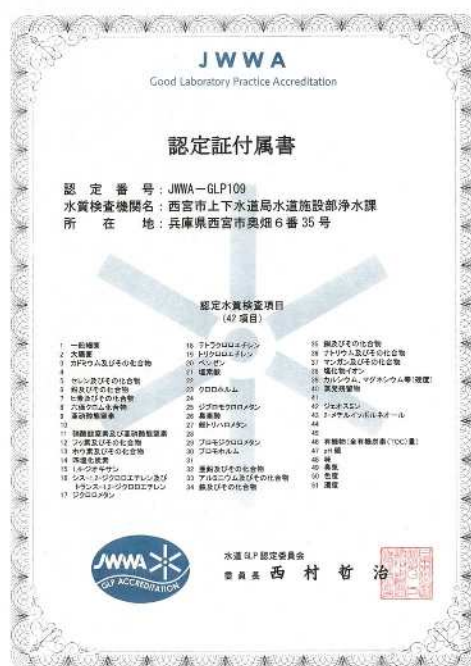 JWWA
Good Laboratory Practice Accreditation
認定証付属書
認 定 番 号：JWWA－GLP109
水質検査機関名：西宮市上下水道局水道施設部浄水課
所 在 地：兵庫県西宮市奥畑6番35号
認定水質検査項目
(42 項目)
1 一般細菌
2 大腸菌
3 カドミウム及びその化合物
4
5 セレン及びその化合物
6 鉛及びその化合物
7 ヒ素及びその化合物
8 六価クロム化合物
9 亜硝酸態窒素
10
11 硝酸態窒素及び亜硝酸態窒素
12 フッ素及びその化合物
13 ホウ素及びその化合物
14 四塩化炭素
15 1,4-ジオキサン
16 シス-1,2-ジクロロエチレン及び
トランス-1,2-ジクロロエチレン
17 ジクロロメタン
18 テトラクロロエチレン
19 トリクロロエチレン
20 ベンゼン
21 塩素酸
22
23 クロロホルム
24
25 ジブロモクロロメタン
26 臭素酸
27 総トリハロメタン
28
29 ブロモジクロロメタン
30 ブロモホルム
31
32 亜鉛及びその化合物
33 アルミニウム及びその化合物
34 鉄及びその化合物
35 銅及びその化合物
36 ナトリウム及びその化合物
37 マンガン及びその化合物
38 塩化物イオン
39 カルシウム、マグネシウム等(硬度)
40 蒸発残留物
41
42 ジェオスミン
43 2-メチルイソボルネオール
44
45
46 有機物(全有機炭素(TOC)量)
47 pH値
48 味
49 臭気
50 色度
51 濁度
JWWA
GLP ACCREDITATION
水道 GLP 認定委員会
委 員 長 西 村 哲 治